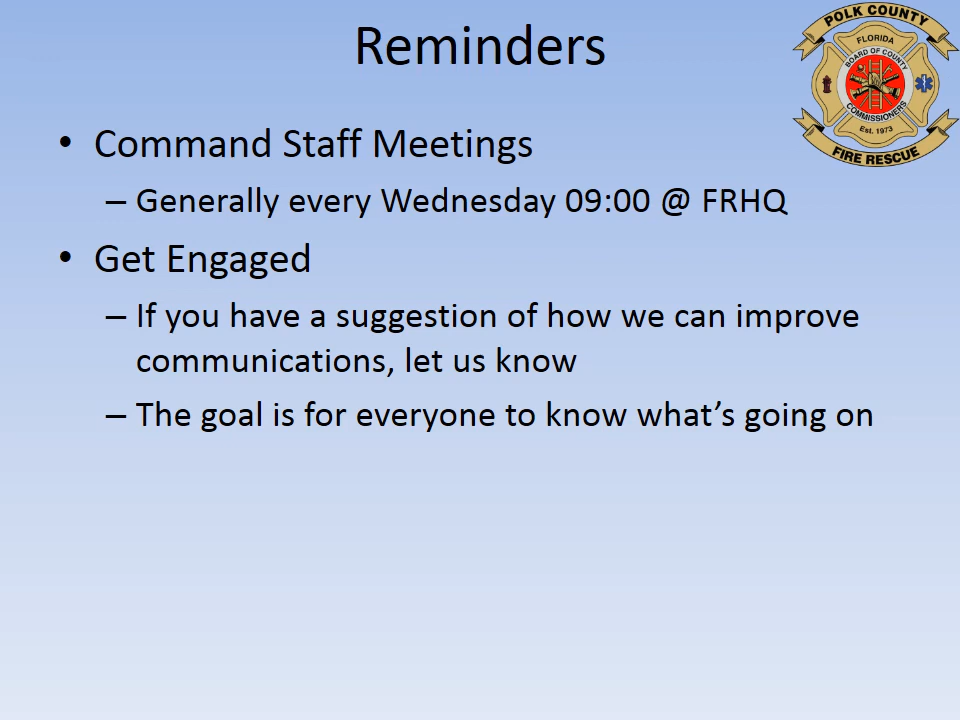 Reminders
POLK COUNTY
FLORIDA
BOARD OF COUNTY
COMMISSIONERS
Est. 1973
FIRE RESCUE
• Command Staff Meetings
– Generally every Wednesday 09:00 @ FRHQ
• Get Engaged
– If you have a suggestion of how we can improve
communications, let us know
– The goal is for everyone to know what’s going on